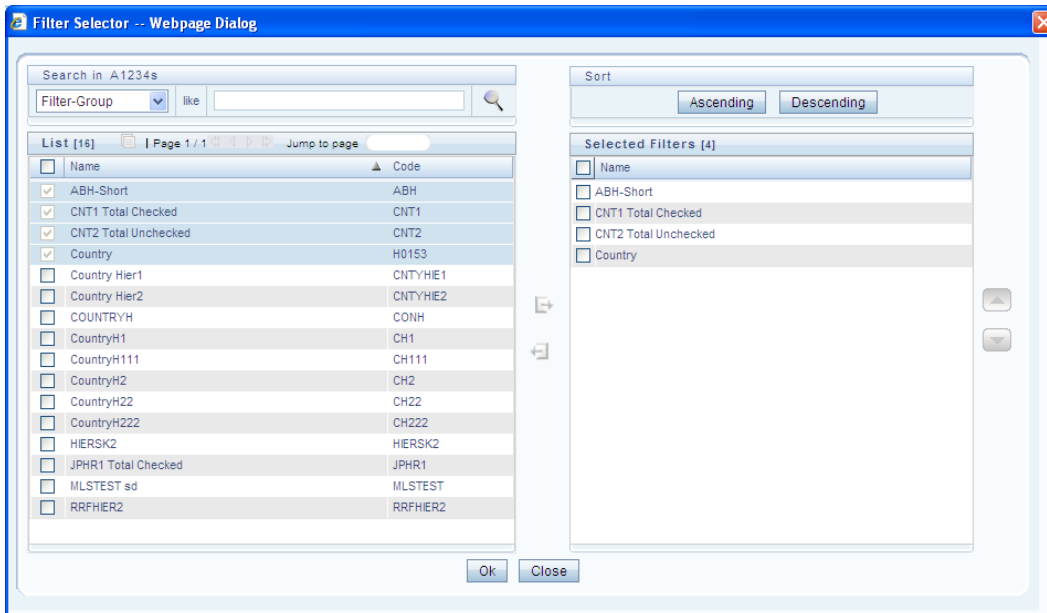 Filter Selector -- Webpage Dialog
Search in A1234s
Filter-Group like
List [16] | Page 1 / 1 Jump to page
Name Code
ABH-Short ABH
CNT1 Total Checked CNT1
CNT2 Total Unchecked CNT2
Country H0153
Country Hier1 CNTYHIE1
Country Hier2 CNTYHIE2
COUNTRYH CONH
CountryH1 CH1
CountryH111 CH111
CountryH2 CH2
CountryH22 CH22
CountryH222 CH222
HIERSK2 HIERSK2
JPHR1 Total Checked JPHR1
MLSTEST sd MLSTEST
RRFHIER2 RRFHIER2
Sort
Ascending Descending
Selected Filters [4]
Name
ABH-Short
CNT1 Total Checked
CNT2 Total Unchecked
Country
Ok Close